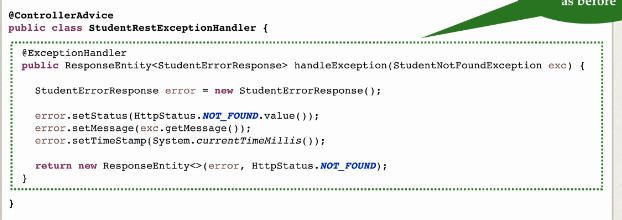 as before
@ControllerAdvice
public class StudentRestExceptionHandler {
@ExceptionHandler
public ResponseEntity<StudentErrorResponse> handleException(StudentNotFoundException exc) {
StudentErrorResponse error = new StudentErrorResponse();
error.setStatus(HttpStatus.NOT_FOUND.value());
error.setMessage(exc.getMessage());
error.setTimeStamp(System.currentTimeMillis());
return new ResponseEntity<>(error, HttpStatus.NOT_FOUND);
}
}